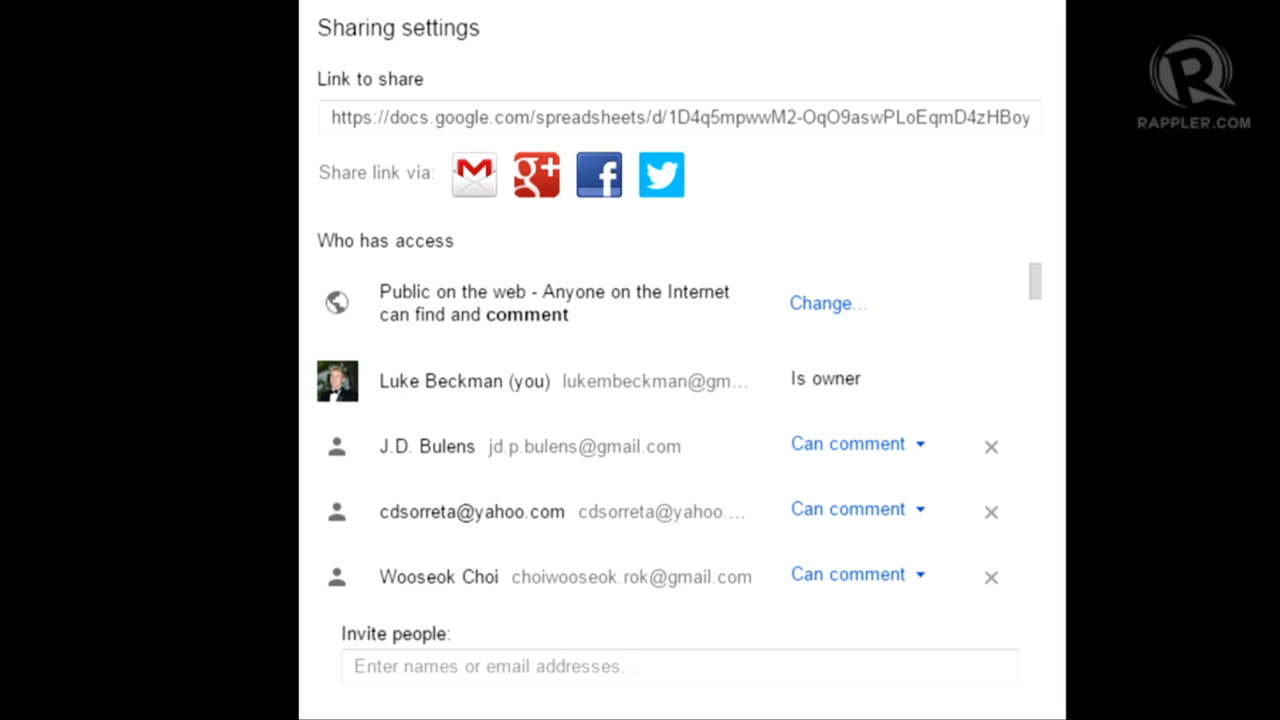 Sharing settings
Link to share
https://docs.google.com/spreadsheets/d/1D4q5mpwwM2-OqO9aswPLoEqmD4zHBoy
Share link via:
Who has access
Public on the web - Anyone on the Internet
can find and comment
Change...
Luke Beckman (you) lukembeckman@gm... Is owner
J.D. Bulens jd.p.bulens@gmail.com Can comment
cdsorreta@yahoo.com cdsorreta@yahoo.... Can comment
Wooseok Choi choiwooseok.rok@gmail.com Can comment
Invite people:
Enter names or email addresses...
RAPPLER.COM